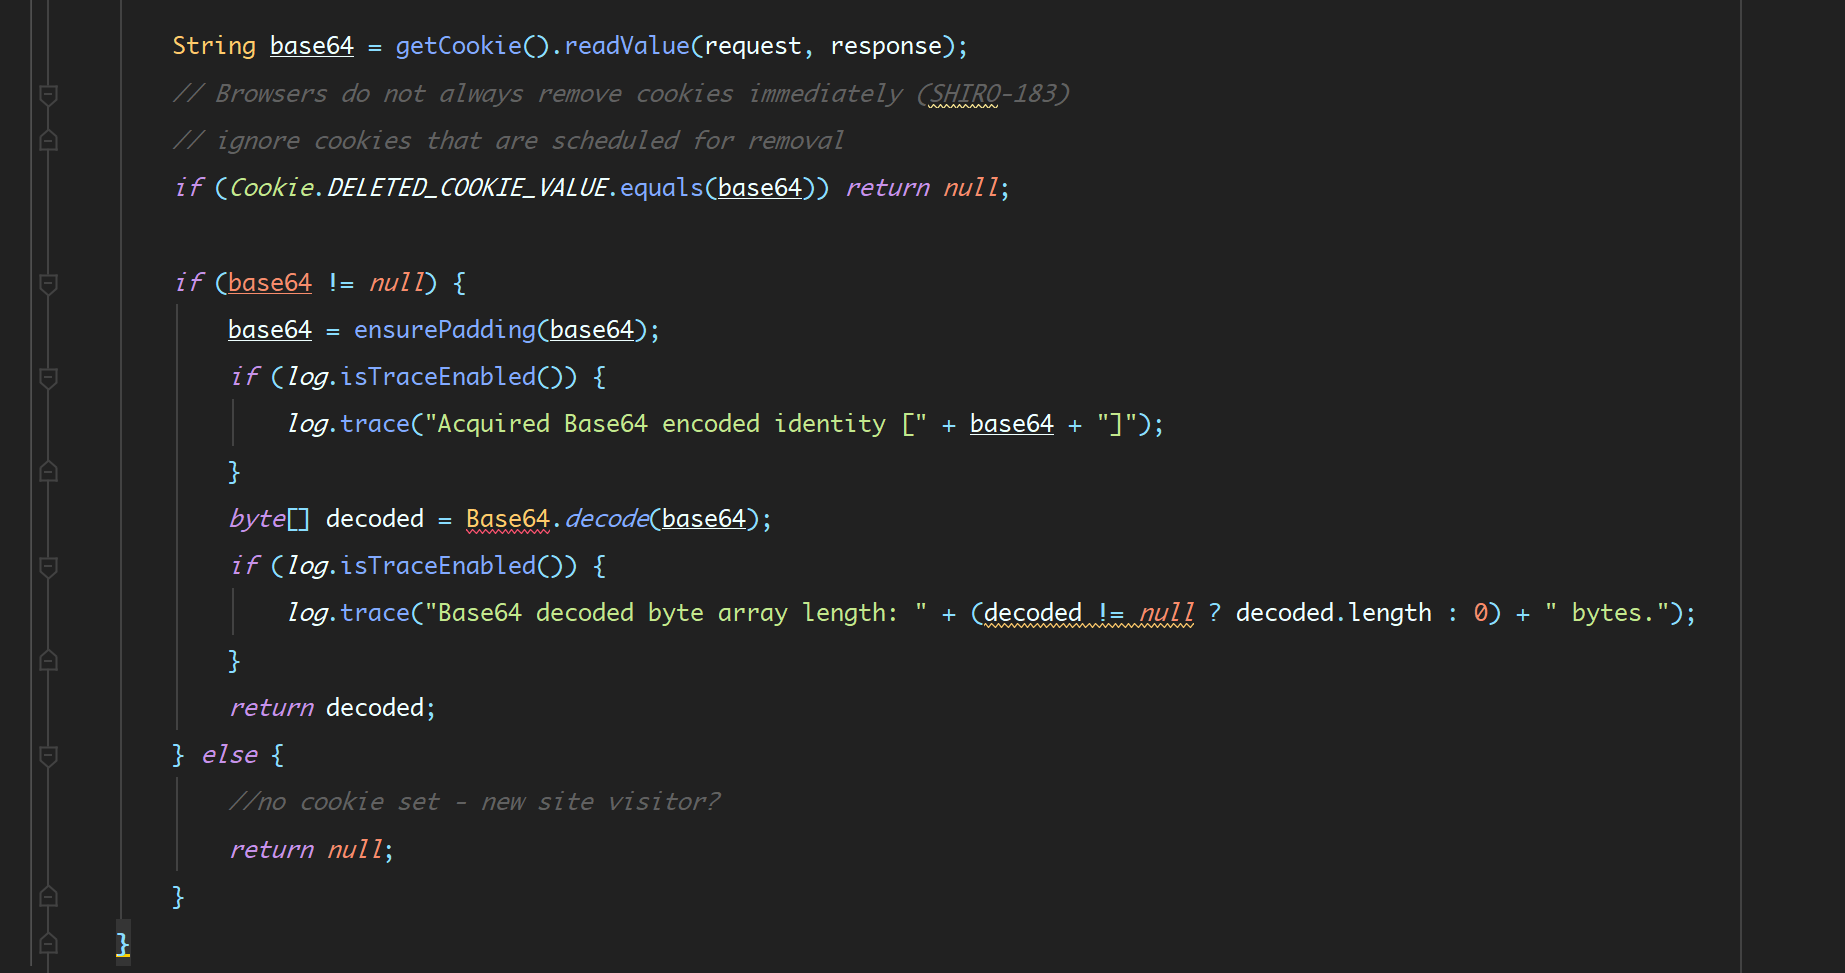 String base64 = getCookie().readValue(request, response);
// Browsers do not always remove cookies immediately (SHIRO-183)
// ignore cookies that are scheduled for removal
if (Cookie.DELETED_COOKIE_VALUE.equals(base64)) return null;
if (base64 != null) {
base64 = ensurePadding(base64);
if (log.isTraceEnabled()) {
log.trace("Acquired Base64 encoded identity [" + base64 + "]");
}
byte[] decoded = Base64.decode(base64);
if (log.isTraceEnabled()) {
log.trace("Base64 decoded byte array length: " + (decoded != null ? decoded.length : 0) + " bytes.");
}
return decoded;
} else {
//no cookie set - new site visitor?
return null;
}
}